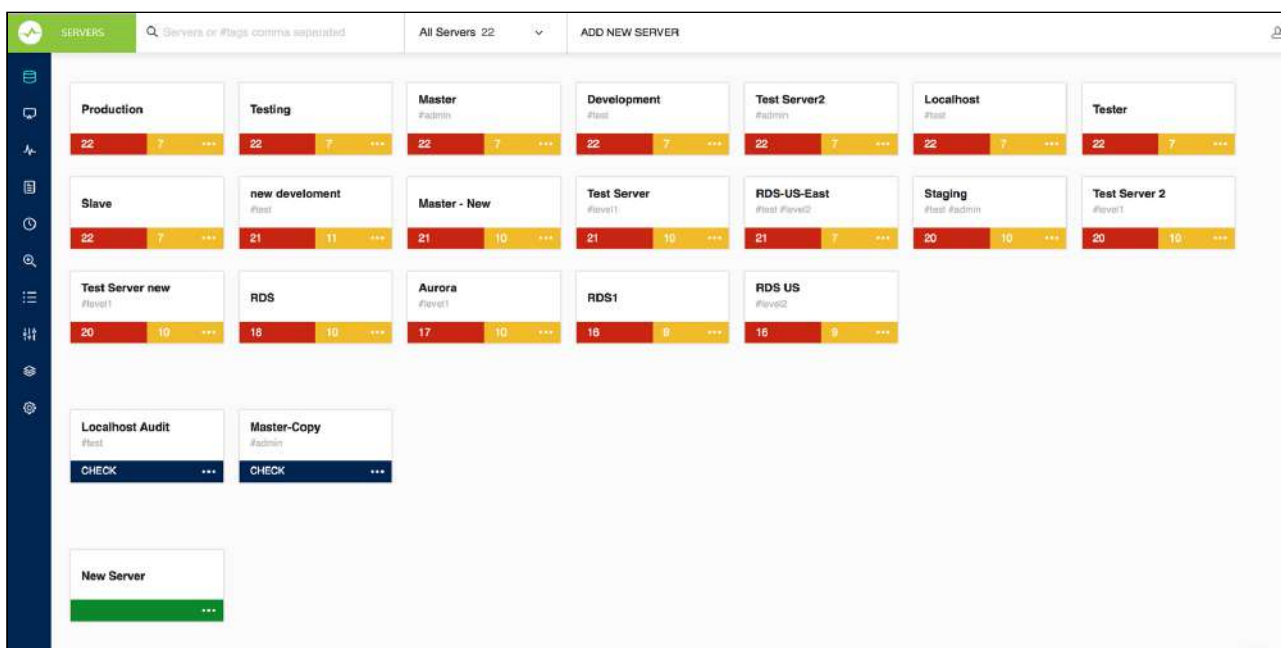 SERVERS Servers or #tags comma separated All Servers 22 ADD NEW SERVER
Production Testing Master Development Test Server2 Localhost Tester
#admin #test #admin #test
22 7 22 7 22 7 22 7 22 7 22 7 22 7
Slave new develoment Master - New Test Server RDS-US-East Staging Test Server 2
#test #level1 #test #level2 #test #admin #level1
22 7 21 11 21 10 21 10 21 7 20 10 20 10
Test Server new RDS Aurora RDS1 RDS US
#level1 #level1 #level2
20 10 18 10 17 10 16 8 16 9
Localhost Audit Master-Copy
#test #admin
CHECK CHECK
New Server